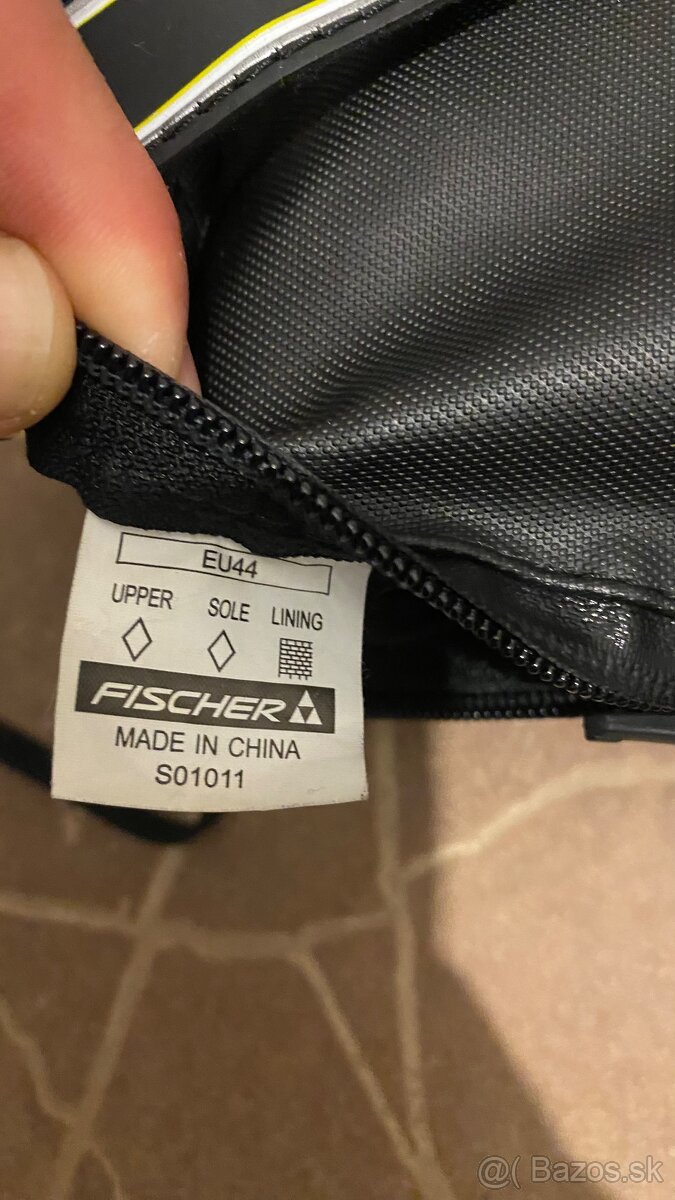 EU44
UPPER SOLE LINING
FISCHER
MADE IN CHINA
S01011
@( Bazos.sk